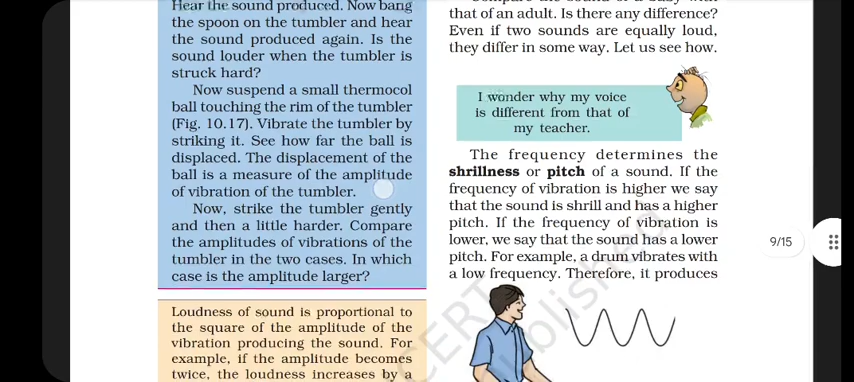 Hear the sound produced. Now bang
the spoon on the tumbler and hear
the sound produced again. Is the
sound louder when the tumbler is
struck hard?
Now suspend a small thermocol
ball touching the rim of the tumbler
(Fig. 10.17). Vibrate the tumbler by
striking it. See how far the ball is
displaced. The displacement of the
ball is a measure of the amplitude
of vibration of the tumbler.
Now, strike the tumbler gently
and then a little harder. Compare
the amplitudes of vibrations of the
tumbler in the two cases. In which
case is the amplitude larger?
Loudness of sound is proportional to
the square of the amplitude of the
vibration producing the sound. For
example, if the amplitude becomes
twice, the loudness increases by a
that of an adult. Is there any difference?
Even if two sounds are equally loud,
they differ in some way. Let us see how.
I wonder why my voice
is different from that of
my teacher.
The frequency determines the
shrillness or pitch of a sound. If the
frequency of vibration is higher we say
that the sound is shrill and has a higher
pitch. If the frequency of vibration is
lower, we say that the sound has a lower
pitch. For example, a drum vibrates with
a low frequency. Therefore, it produces
9/15